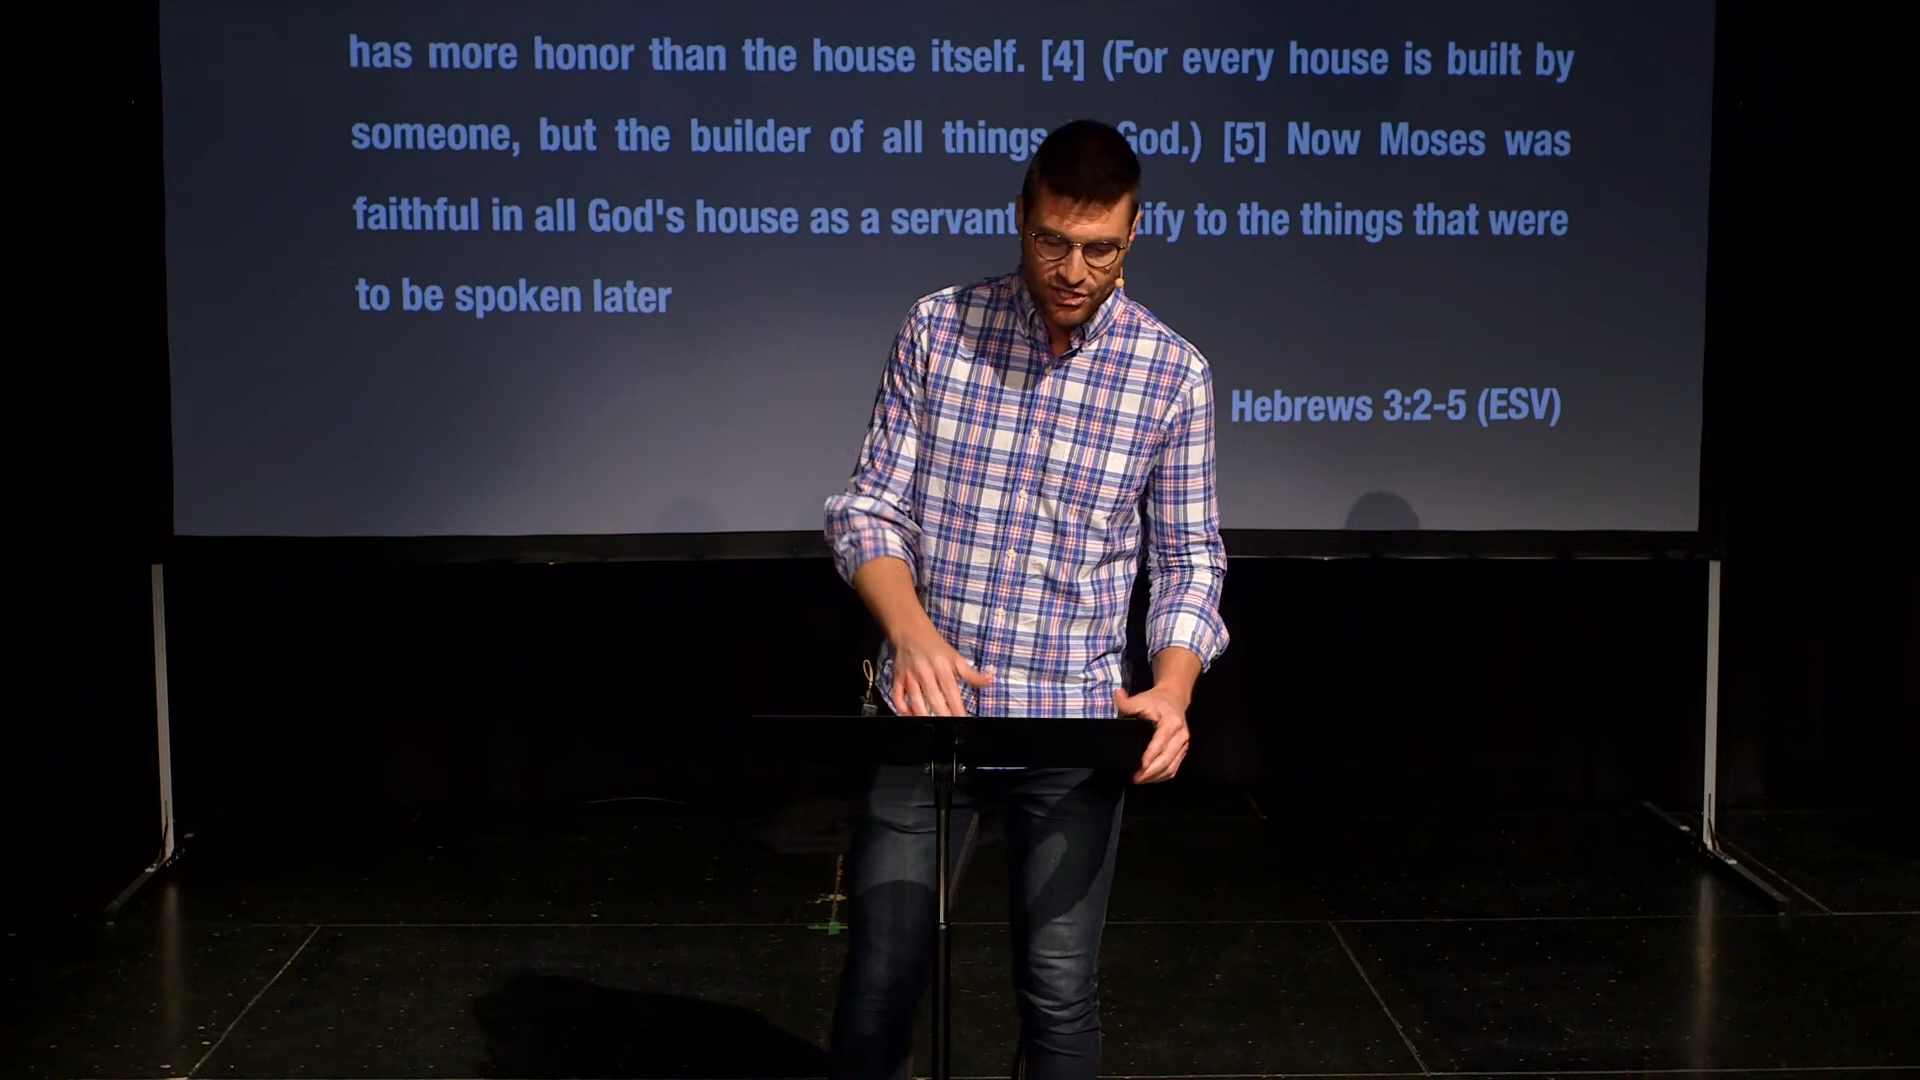 has more honor than the house itself. [4] (For every house is built by
someone, but the builder of all things God.) [5] Now Moses was
faithful in all God's house as a servant to the things that were
to be spoken later
Hebrews 3:2-5 (ESV)